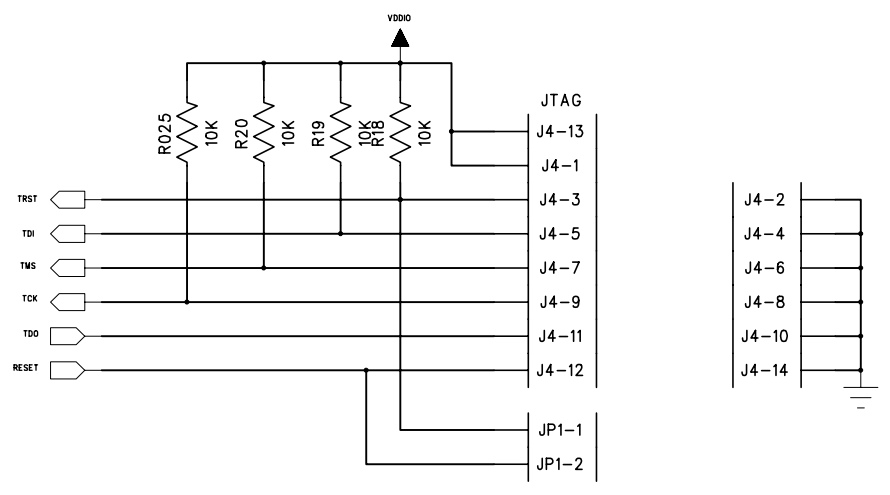 VDDIO
JTAG
R025
10K
R20
10K
R19
10K
R18
10K
J4-13
J4-1
TRST
J4-3
J4-2
TDI
J4-5
J4-4
TMS
J4-7
J4-6
TCK
J4-9
J4-8
TDO
J4-11
J4-10
RESET
J4-12
J4-14
JP1-1
JP1-2